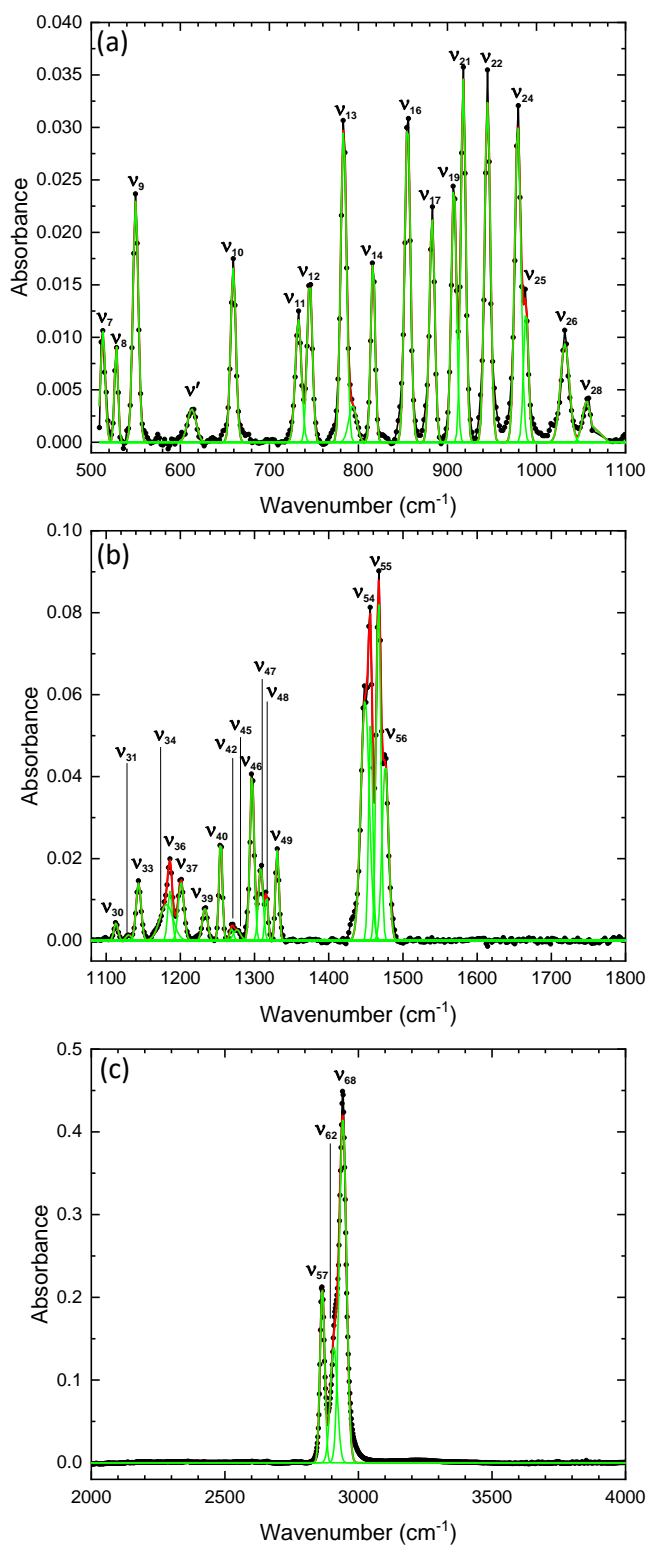 (a)
0.040
0.035
0.030
0.025
0.020
0.015
0.010
0.005
0.000
Absorbance
ν7
ν8
ν9
ν′
ν10
ν11
ν12
ν13
ν14
ν16
ν17
ν19
ν21
ν22
ν24
ν25
ν26
ν28
500 600 700 800 900 1000 1100
Wavenumber (cm-1)
(b)
0.10
0.08
0.06
0.04
0.02
0.00
Absorbance
ν30
ν31
ν33
ν34
ν36
ν37
ν39
ν40
ν42
ν45
ν46
ν47
ν48
ν49
ν54
ν55
ν56
1100 1200 1300 1400 1500 1600 1700 1800
Wavenumber (cm-1)
(c)
0.5
0.4
0.3
0.2
0.1
0.0
Absorbance
ν57
ν62
ν68
2000 2500 3000 3500 4000
Wavenumber (cm-1)